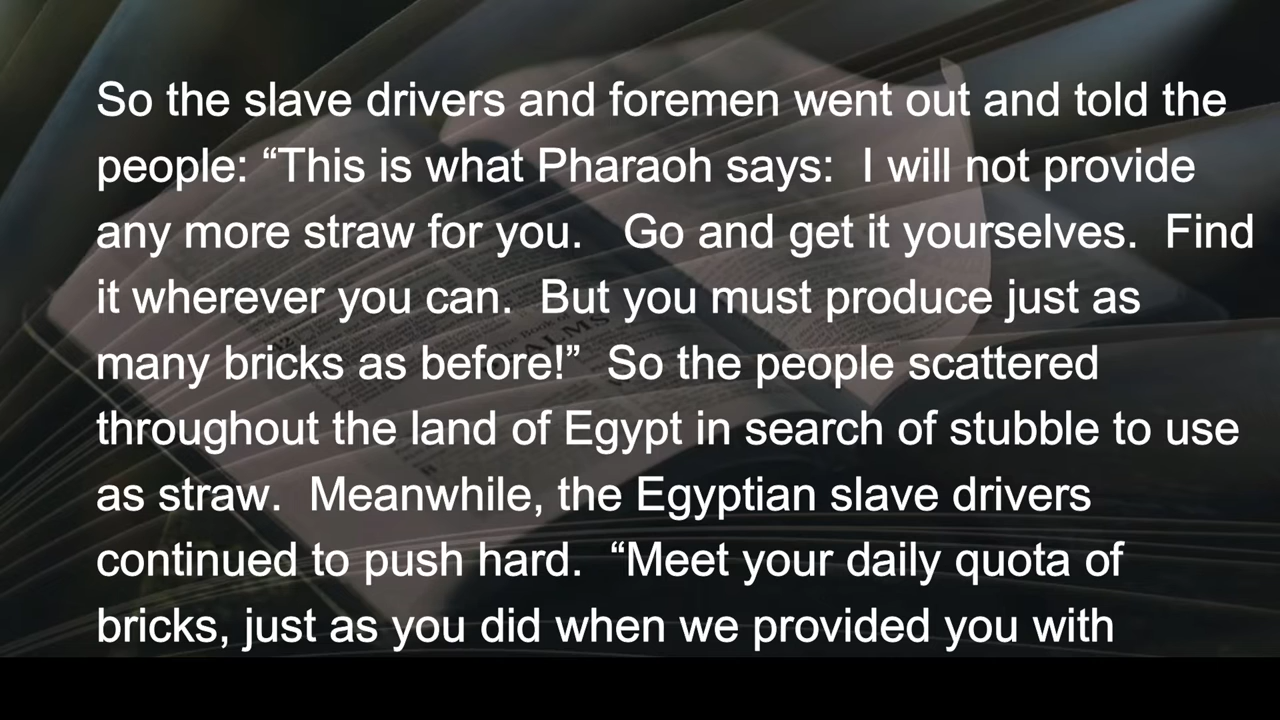 So the slave drivers and foremen went out and told the
people: “This is what Pharaoh says:  I will not provide
any more straw for you.   Go and get it yourselves.  Find
it wherever you can.  But you must produce just as
many bricks as before!”  So the people scattered
throughout the land of Egypt in search of stubble to use
as straw.  Meanwhile, the Egyptian slave drivers
continued to push hard.  “Meet your daily quota of
bricks, just as you did when we provided you with
The Book of
PSALMS